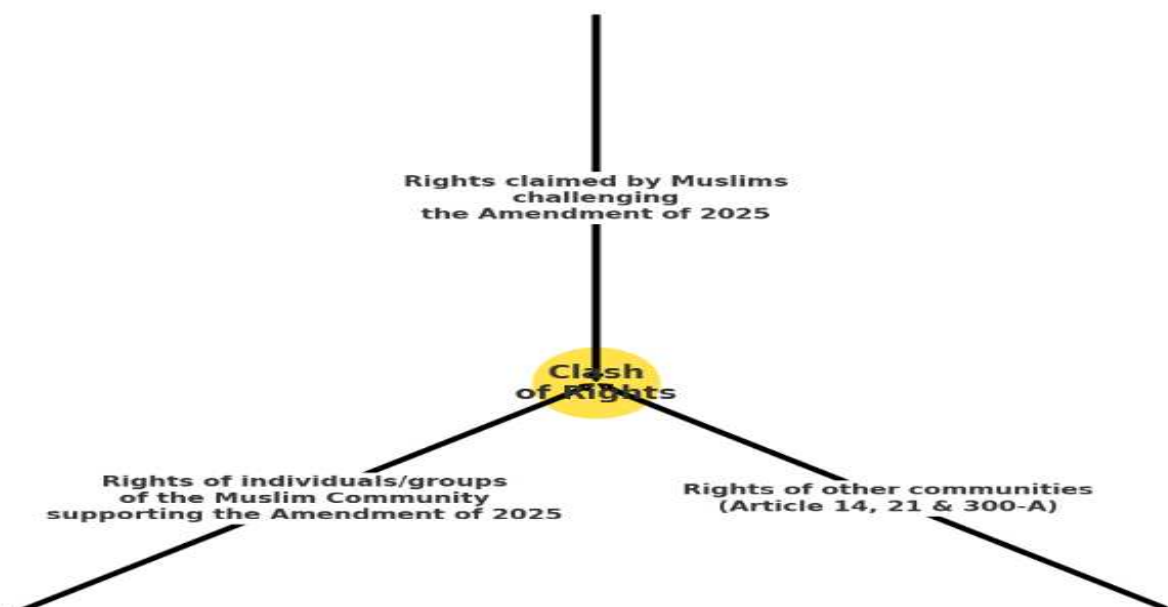 Rights claimed by Muslims
challenging
the Amendment of 2025
Clash
of Rights
Rights of individuals/groups
of the Muslim Community
supporting the Amendment of 2025
Rights of other communities
(Article 14, 21 & 300-A)